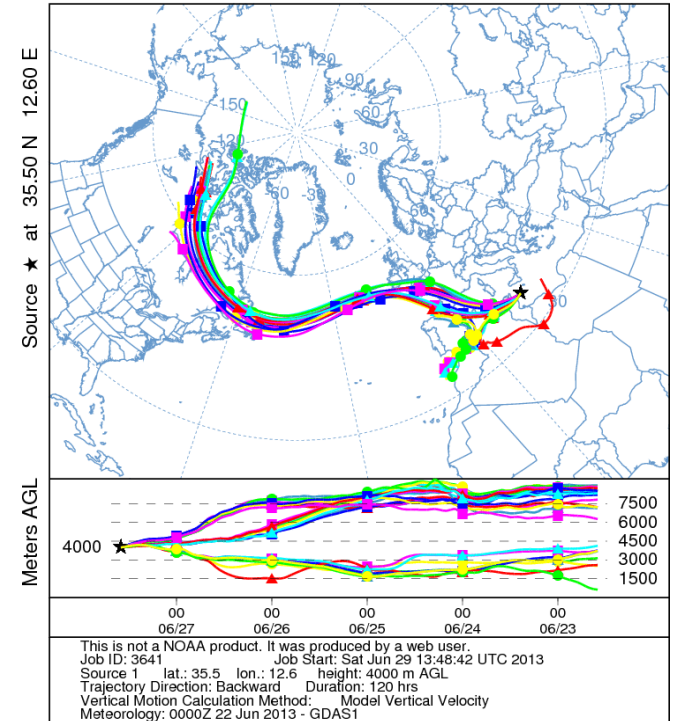 Source ★ at 35.50 N 12.60 E
150 120
90
150
60
120
30
0
Meters AGL
4000
7500
6000
4500
3000
1500
00 00 00 00 00
06/27 06/26 06/25 06/24 06/23
This is not a NOAA product. It was produced by a web user.
Job ID: 3641 Job Start: Sat Jun 29 13:48:42 UTC 2013
Source 1 lat.: 35.5 lon.: 12.6 height: 4000 m AGL
Trajectory Direction: Backward Duration: 120 hrs
Vertical Motion Calculation Method: Model Vertical Velocity
Meteorology: 0000Z 22 Jun 2013 - GDAS1